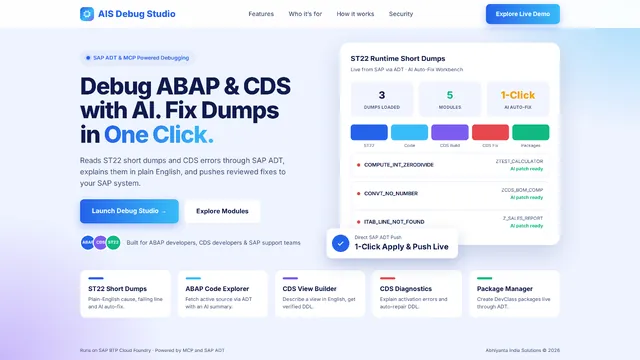 AIS Debug Studio
Features
Who it's for
How it works
Security
Explore Live Demo
SAP ADT & MCP Powered Debugging
Debug ABAP & CDS
with AI. Fix Dumps
in One Click.
Reads ST22 short dumps and CDS errors through SAP ADT,
explains them in plain English, and pushes reviewed fixes to
your SAP system.
Launch Debug Studio →
Explore Modules
ABAP
CDS
ST22
Built for ABAP developers, CDS developers & SAP support teams
ST22 Runtime Short Dumps
Live from SAP via ADT · AI Auto-Fix Workbench
3
DUMPS LOADED
5
MODULES
1-Click
AI AUTO-FIX
ST22
Code
CDS Build
CDS Fix
Packages
COMPUTE_INT_ZERODIVIDE
ZTEST_CALCULATOR
AI patch ready
CONVT_NO_NUMBER
ZCDS_BOM_COMP
AI patch ready
ITAB_LINE_NOT_FOUND
Z_SALES_REPORT
AI patch ready
Direct SAP ADT Push
1-Click Apply & Push Live
ST22 Short Dumps
Plain-English cause, failing line
and AI auto-fix.
ABAP Code Explorer
Fetch active source via ADT
with an AI summary.
CDS View Builder
Describe a view in English, get
verified DDL.
CDS Diagnostics
Explain activation errors and
auto-repair DDL.
Package Manager
Create DevClass packages live
through ADT.
Runs on SAP BTP Cloud Foundry · Powered by MCP and SAP ADT
Abhiyanta India Solutions © 2026